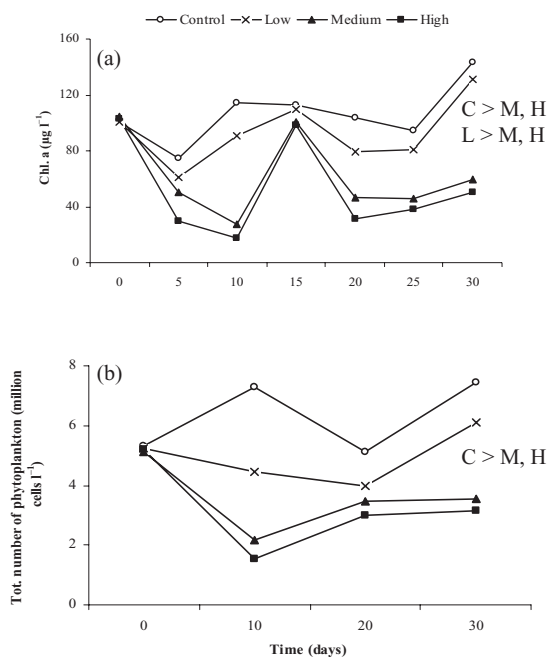 Control Low Medium High
(a)
160
120
80
40
0
Chl. a (µg l⁻¹)
C > M, H
L > M, H
0 5 10 15 20 25 30
(b)
8
6
4
2
0
Tot. number of phytoplankton (million
cells l⁻¹)
C > M, H
0 10 20 30
Time (days)